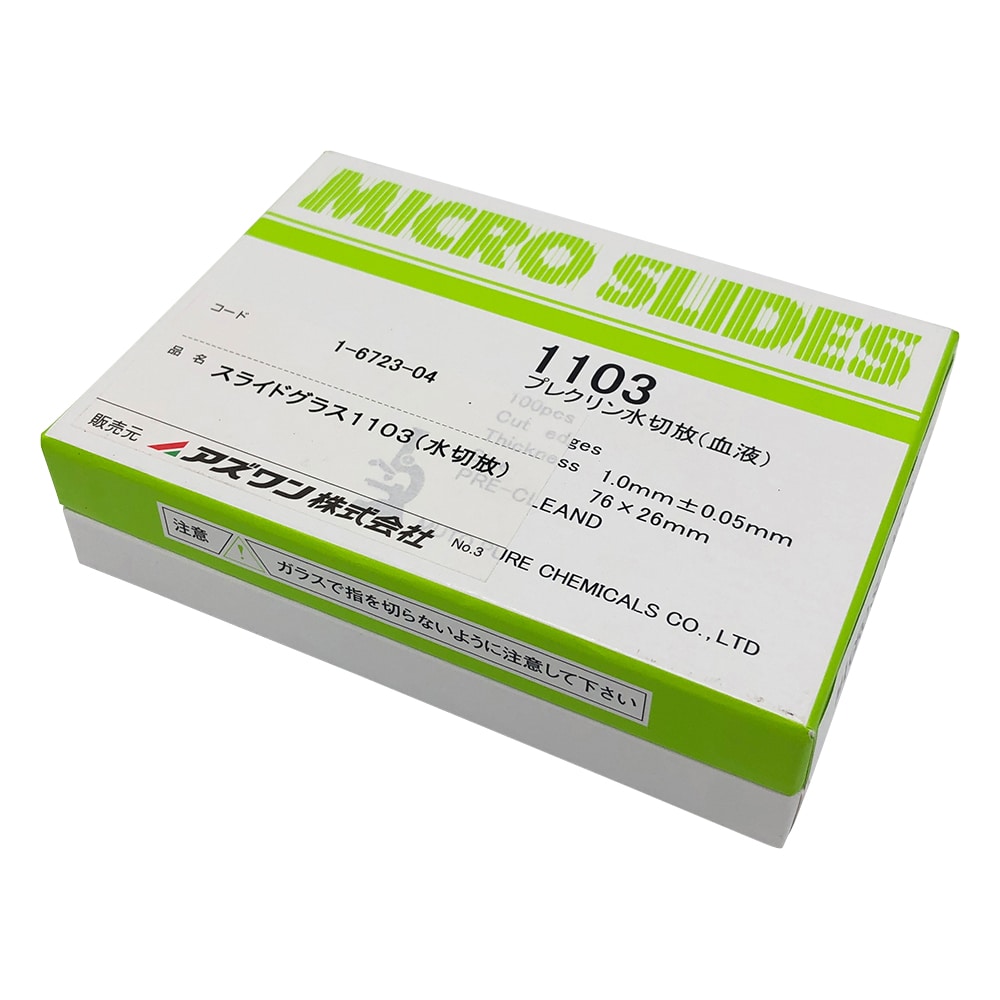 MICRO SLIDES
コード
1-6723-04
品 名
スライドグラス1103(水切放)
販売元
アズワン株式会社
No.3
1103
プレクリン水切放(血液)
100pcs
Cut edges
Thickness 1.0mm±0.05mm
76×26mm
PRE-CLEAND
PURE CHEMICALS CO.,LTD
注意
ガラスで指を切らないように注意して下さい